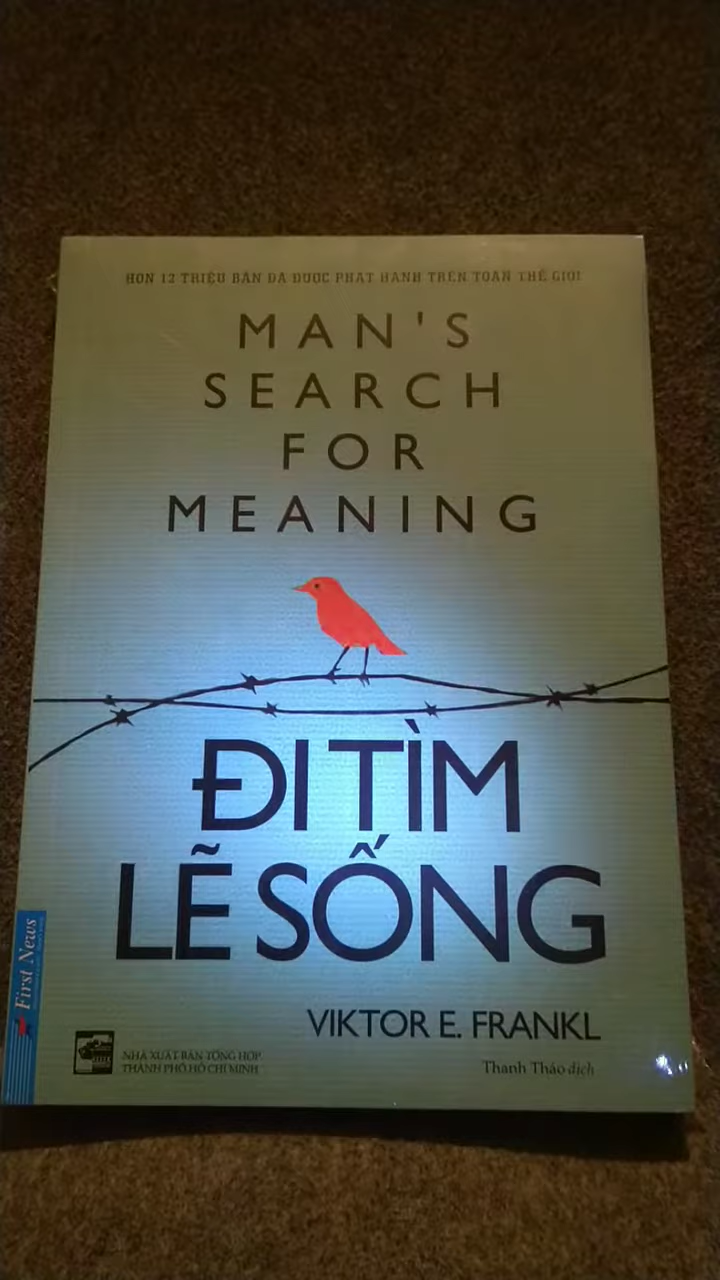 HƠN 12 TRIỆU BẢN ĐÃ ĐƯỢC PHÁT HÀNH TRÊN TOÀN THẾ GIỚI
MAN'S
SEARCH
FOR
MEANING
ĐI TÌM
LẼ SỐNG
VIKTOR E. FRANKL
Thanh Thảo dịch
First News
NHÀ XUẤT BẢN TỔNG HỢP
THÀNH PHỐ HỒ CHÍ MINH